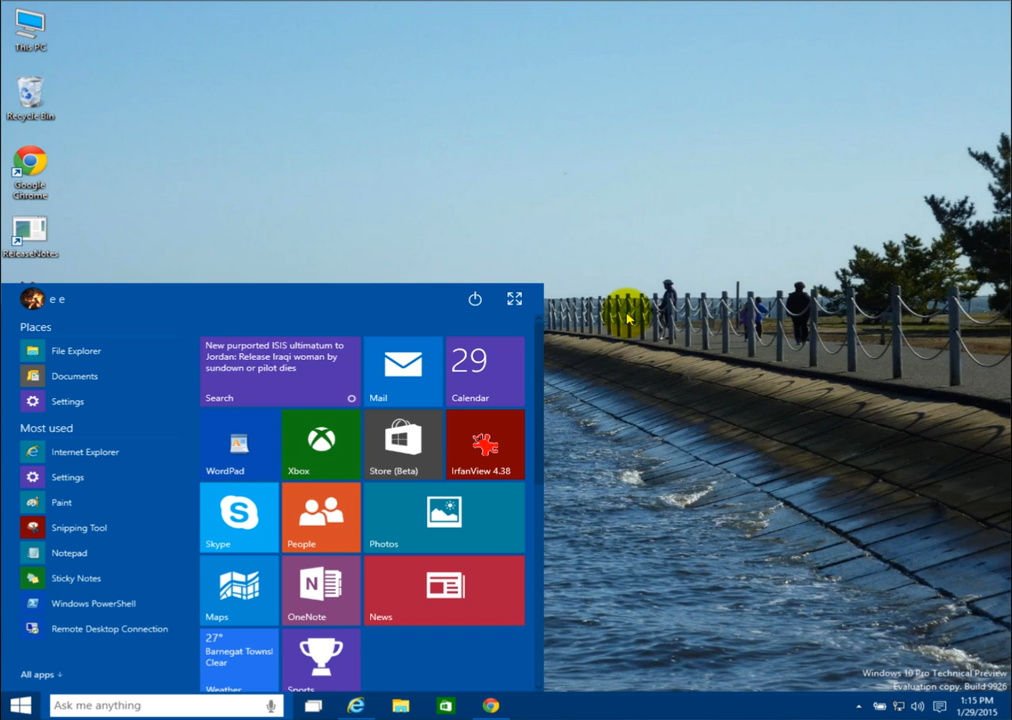 This PC
Recycle Bin
Google
Chrome
ReleaseNotes
e e
Places
File Explorer
Documents
Settings
Most used
Internet Explorer
Settings
Paint
Snipping Tool
Notepad
Sticky Notes
Windows PowerShell
Remote Desktop Connection
All apps
New purported ISIS ultimatum to
Jordan: Release Iraqi woman by
sundown or pilot dies
Search
Mail
29
Calendar
WordPad
Xbox
Store (Beta)
IrfanView 4.38
Skype
People
Photos
Maps
OneNote
News
27°
Barnegat Townsl
Clear
Weather
Sports
Windows 10 Pro Technical Preview
Evaluation copy. Build 9926
Ask me anything
1:15 PM
1/29/2015